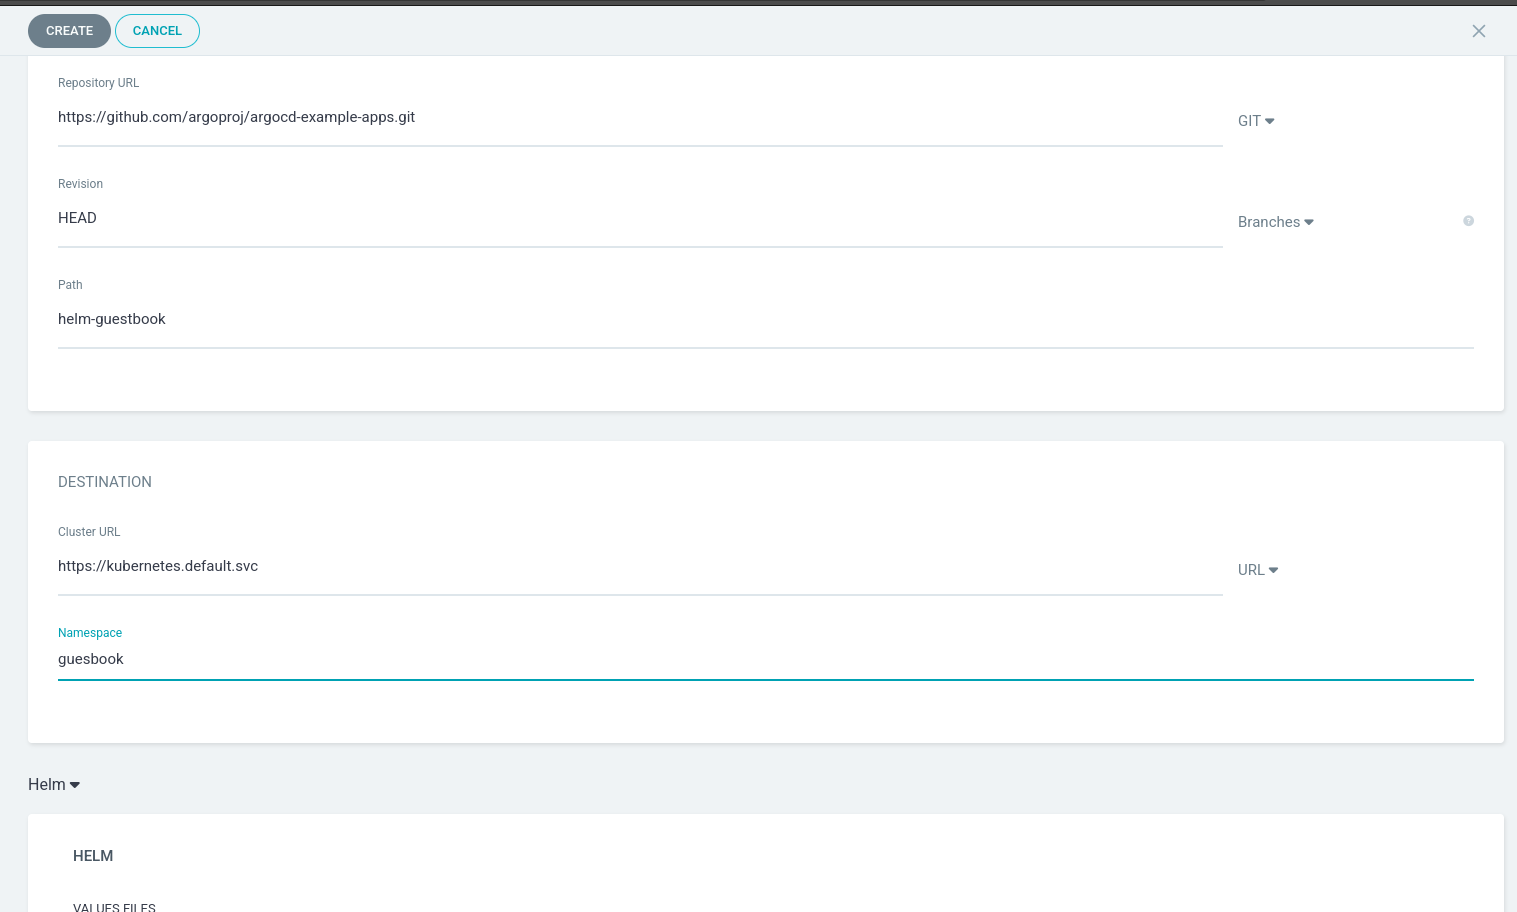 CREATE CANCEL
Repository URL
https://github.com/argoproj/argocd-example-apps.git
GIT
Revision
HEAD
Branches
?
Path
helm-guestbook
DESTINATION
Cluster URL
https://kubernetes.default.svc
URL
Namespace
guesbook
Helm
HELM
VALUES FILES